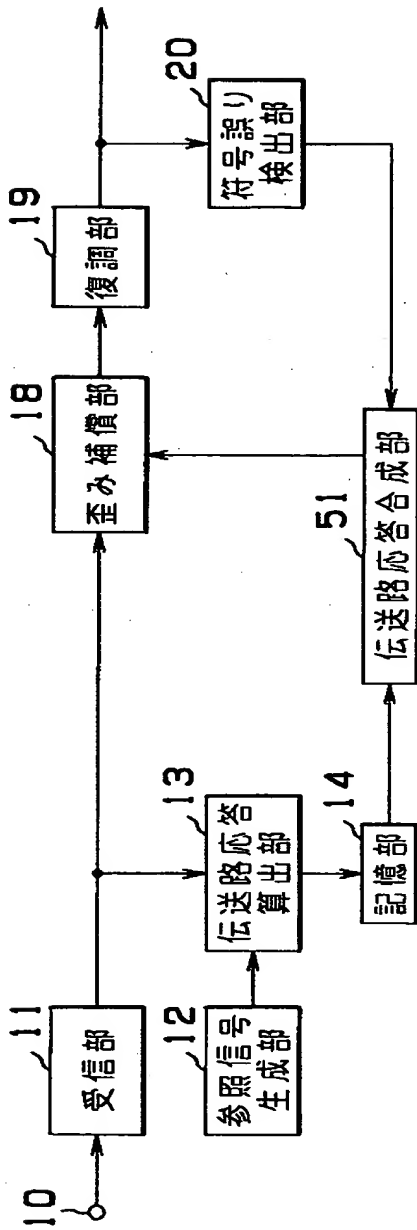 10
11
受信部
12
参照信号
生成部
13
伝送路応答
算出部
14
記憶部
18
歪み補償部
19
復調部
20
符号誤り
検出部
51
伝送路応答合成部